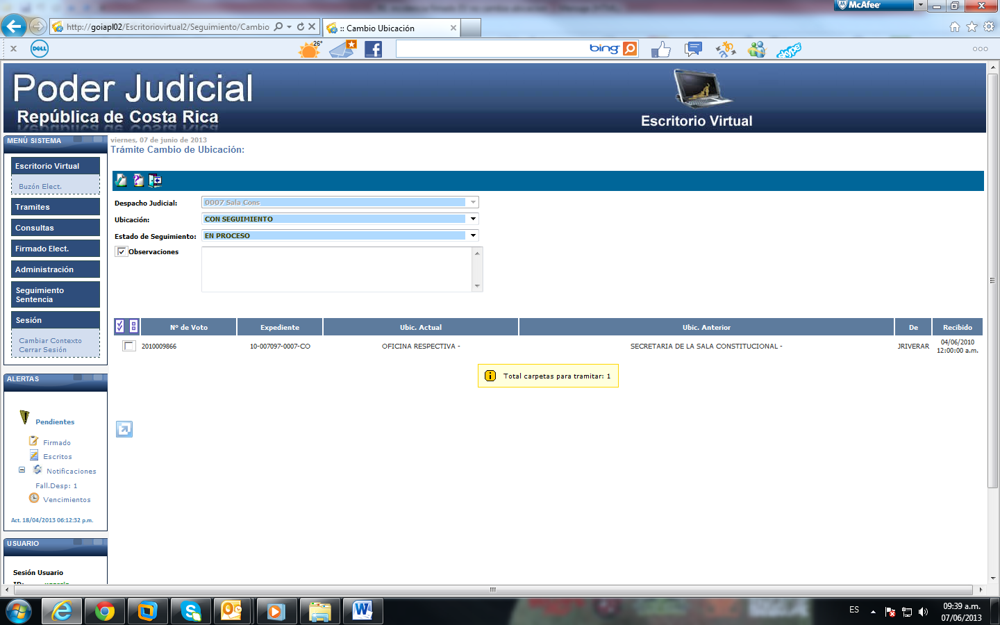 McAfee
http://goiapl02/Escritoriovirtual2/Seguimiento/Cambio
:: Cambio Ubicación
DELL
26°
bing
skype
Poder Judicial
República de Costa Rica
Escritorio Virtual
MENÚ SISTEMA
Escritorio Virtual
Buzón Elect.
Tramites
Consultas
Firmado Elect.
Administración
Seguimiento
Sentencia
Sesión
Cambiar Contexto
Cerrar Sesión
ALERTAS
Pendientes
Firmado
Escritos
Notificaciones
Fall.Desp: 1
Vencimientos
Act. 18/04/2013 06:12:32 p.m.
USUARIO
Sesión Usuario
viernes, 07 de junio de 2013
Trámite Cambio de Ubicación:
Despacho Judicial: 0007 Sala Cons
Ubicación: CON SEGUIMIENTO
Estado de Seguimiento: EN PROCESO
Observaciones
Nº de Voto Expediente Ubic. Actual Ubic. Anterior De Recibido
2010009866 10-007097-0007-CO OFICINA RESPECTIVA - SECRETARIA DE LA SALA CONSTITUCIONAL - JRIVERAR 04/06/2010
12:00:00 a.m.
Total carpetas para tramitar: 1
ES
09:39 a.m.
07/06/2013